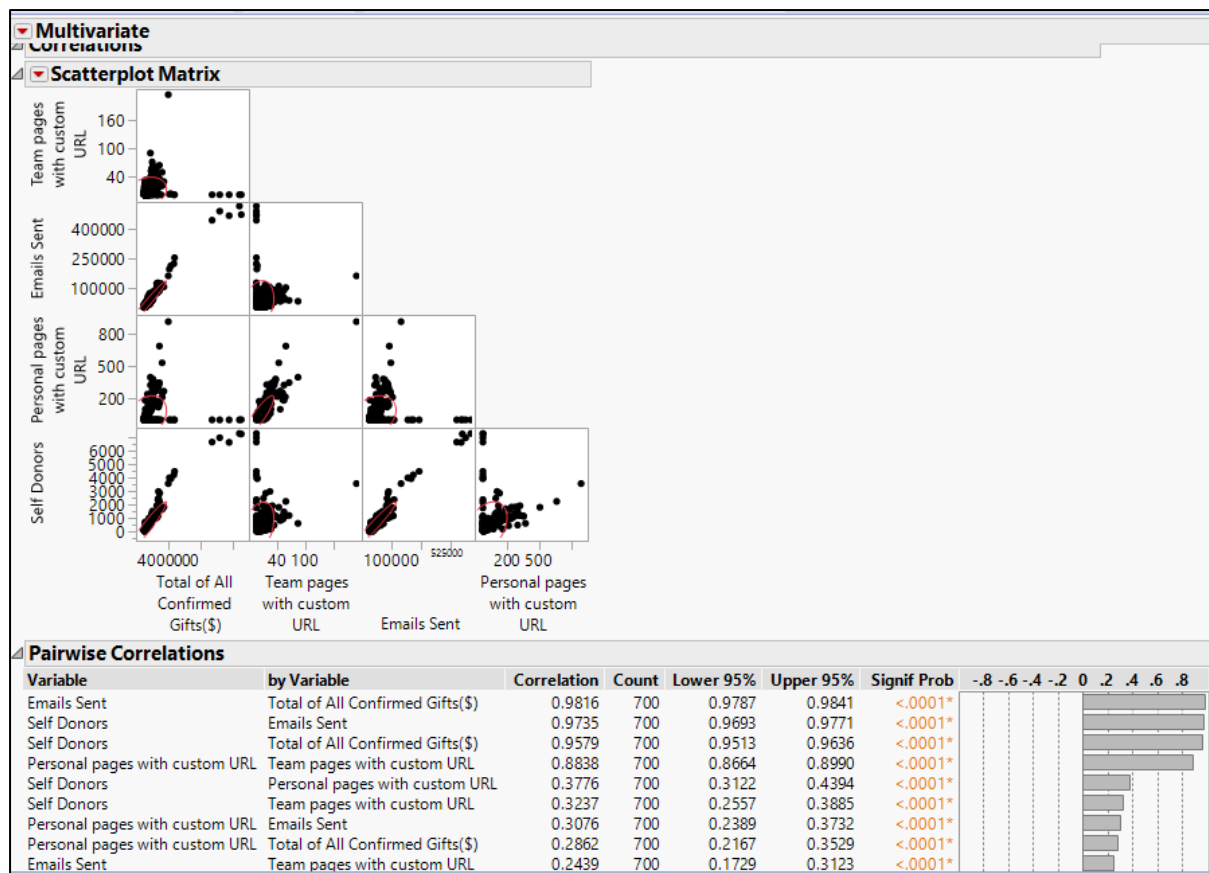 Multivariate
Correlations
Scatterplot Matrix
Team pages
with custom
URL
160
100
40
Emails Sent
400000
250000
100000
Personal pages
with custom
URL
800
500
200
Self Donors
6000
5000
4000
3000
2000
1000
0
4000000
40 100
100000
525000
200 500
Total of All
Confirmed
Gifts($)
Team pages
with custom
URL
Emails Sent
Personal pages
with custom
URL
Pairwise Correlations
Variable by Variable Correlation Count Lower 95% Upper 95% Signif Prob -.8 -.6 -.4 -.2 0 .2 .4 .6 .8
Emails Sent Total of All Confirmed Gifts($) 0.9816 700 0.9787 0.9841 <.0001*
Self Donors Emails Sent 0.9735 700 0.9693 0.9771 <.0001*
Self Donors Total of All Confirmed Gifts($) 0.9579 700 0.9513 0.9636 <.0001*
Personal pages with custom URL Team pages with custom URL 0.8838 700 0.8664 0.8990 <.0001*
Self Donors Personal pages with custom URL 0.3776 700 0.3122 0.4394 <.0001*
Self Donors Team pages with custom URL 0.3237 700 0.2557 0.3885 <.0001*
Personal pages with custom URL Emails Sent 0.3076 700 0.2389 0.3732 <.0001*
Personal pages with custom URL Total of All Confirmed Gifts($) 0.2862 700 0.2167 0.3529 <.0001*
Emails Sent Team pages with custom URL 0.2439 700 0.1729 0.3123 <.0001*